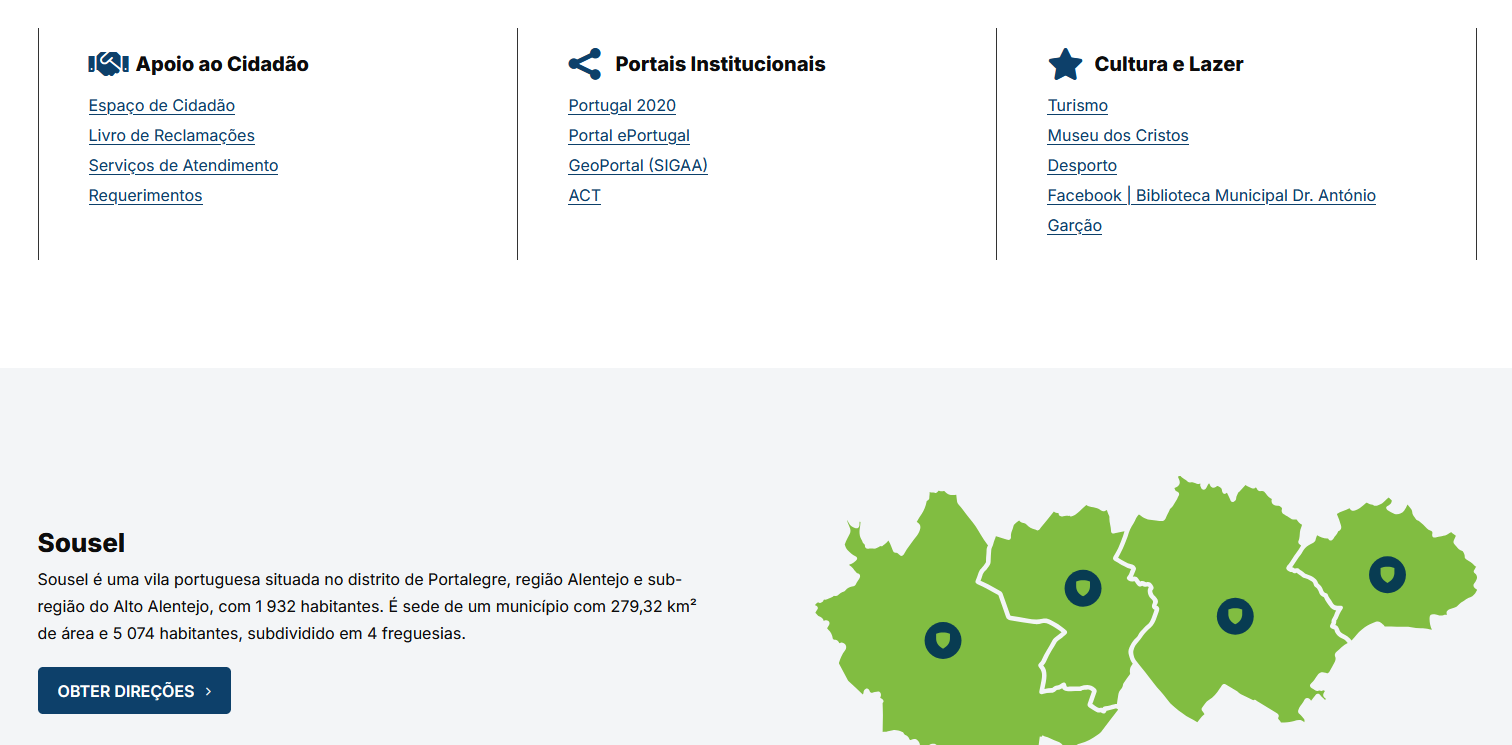 Apoio ao Cidadão
Espaço de Cidadão
Livro de Reclamações
Serviços de Atendimento
Requerimentos
Portais Institucionais
Portugal 2020
Portal ePortugal
GeoPortal (SIGAA)
ACT
Cultura e Lazer
Turismo
Museu dos Cristos
Desporto
Facebook | Biblioteca Municipal Dr. António
Garção
Sousel
Sousel é uma vila portuguesa situada no distrito de Portalegre, região Alentejo e sub-
região do Alto Alentejo, com 1 932 habitantes. É sede de um município com 279,32 km²
de área e 5 074 habitantes, subdividido em 4 freguesias.
OBTER DIREÇÕES